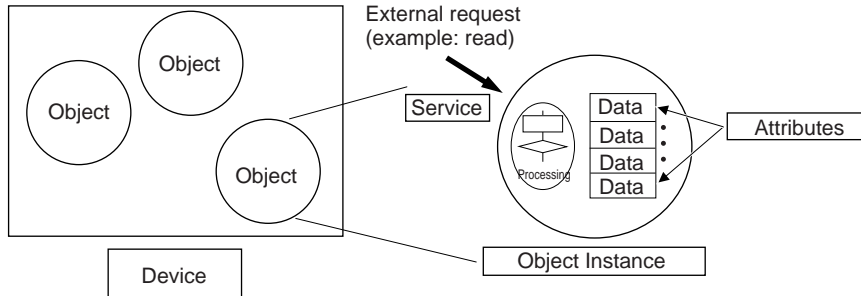 External request
(example: read)
Object
Object
Object
Service
Data
Data
Data
Data
Processing
Attributes
Object Instance
Device